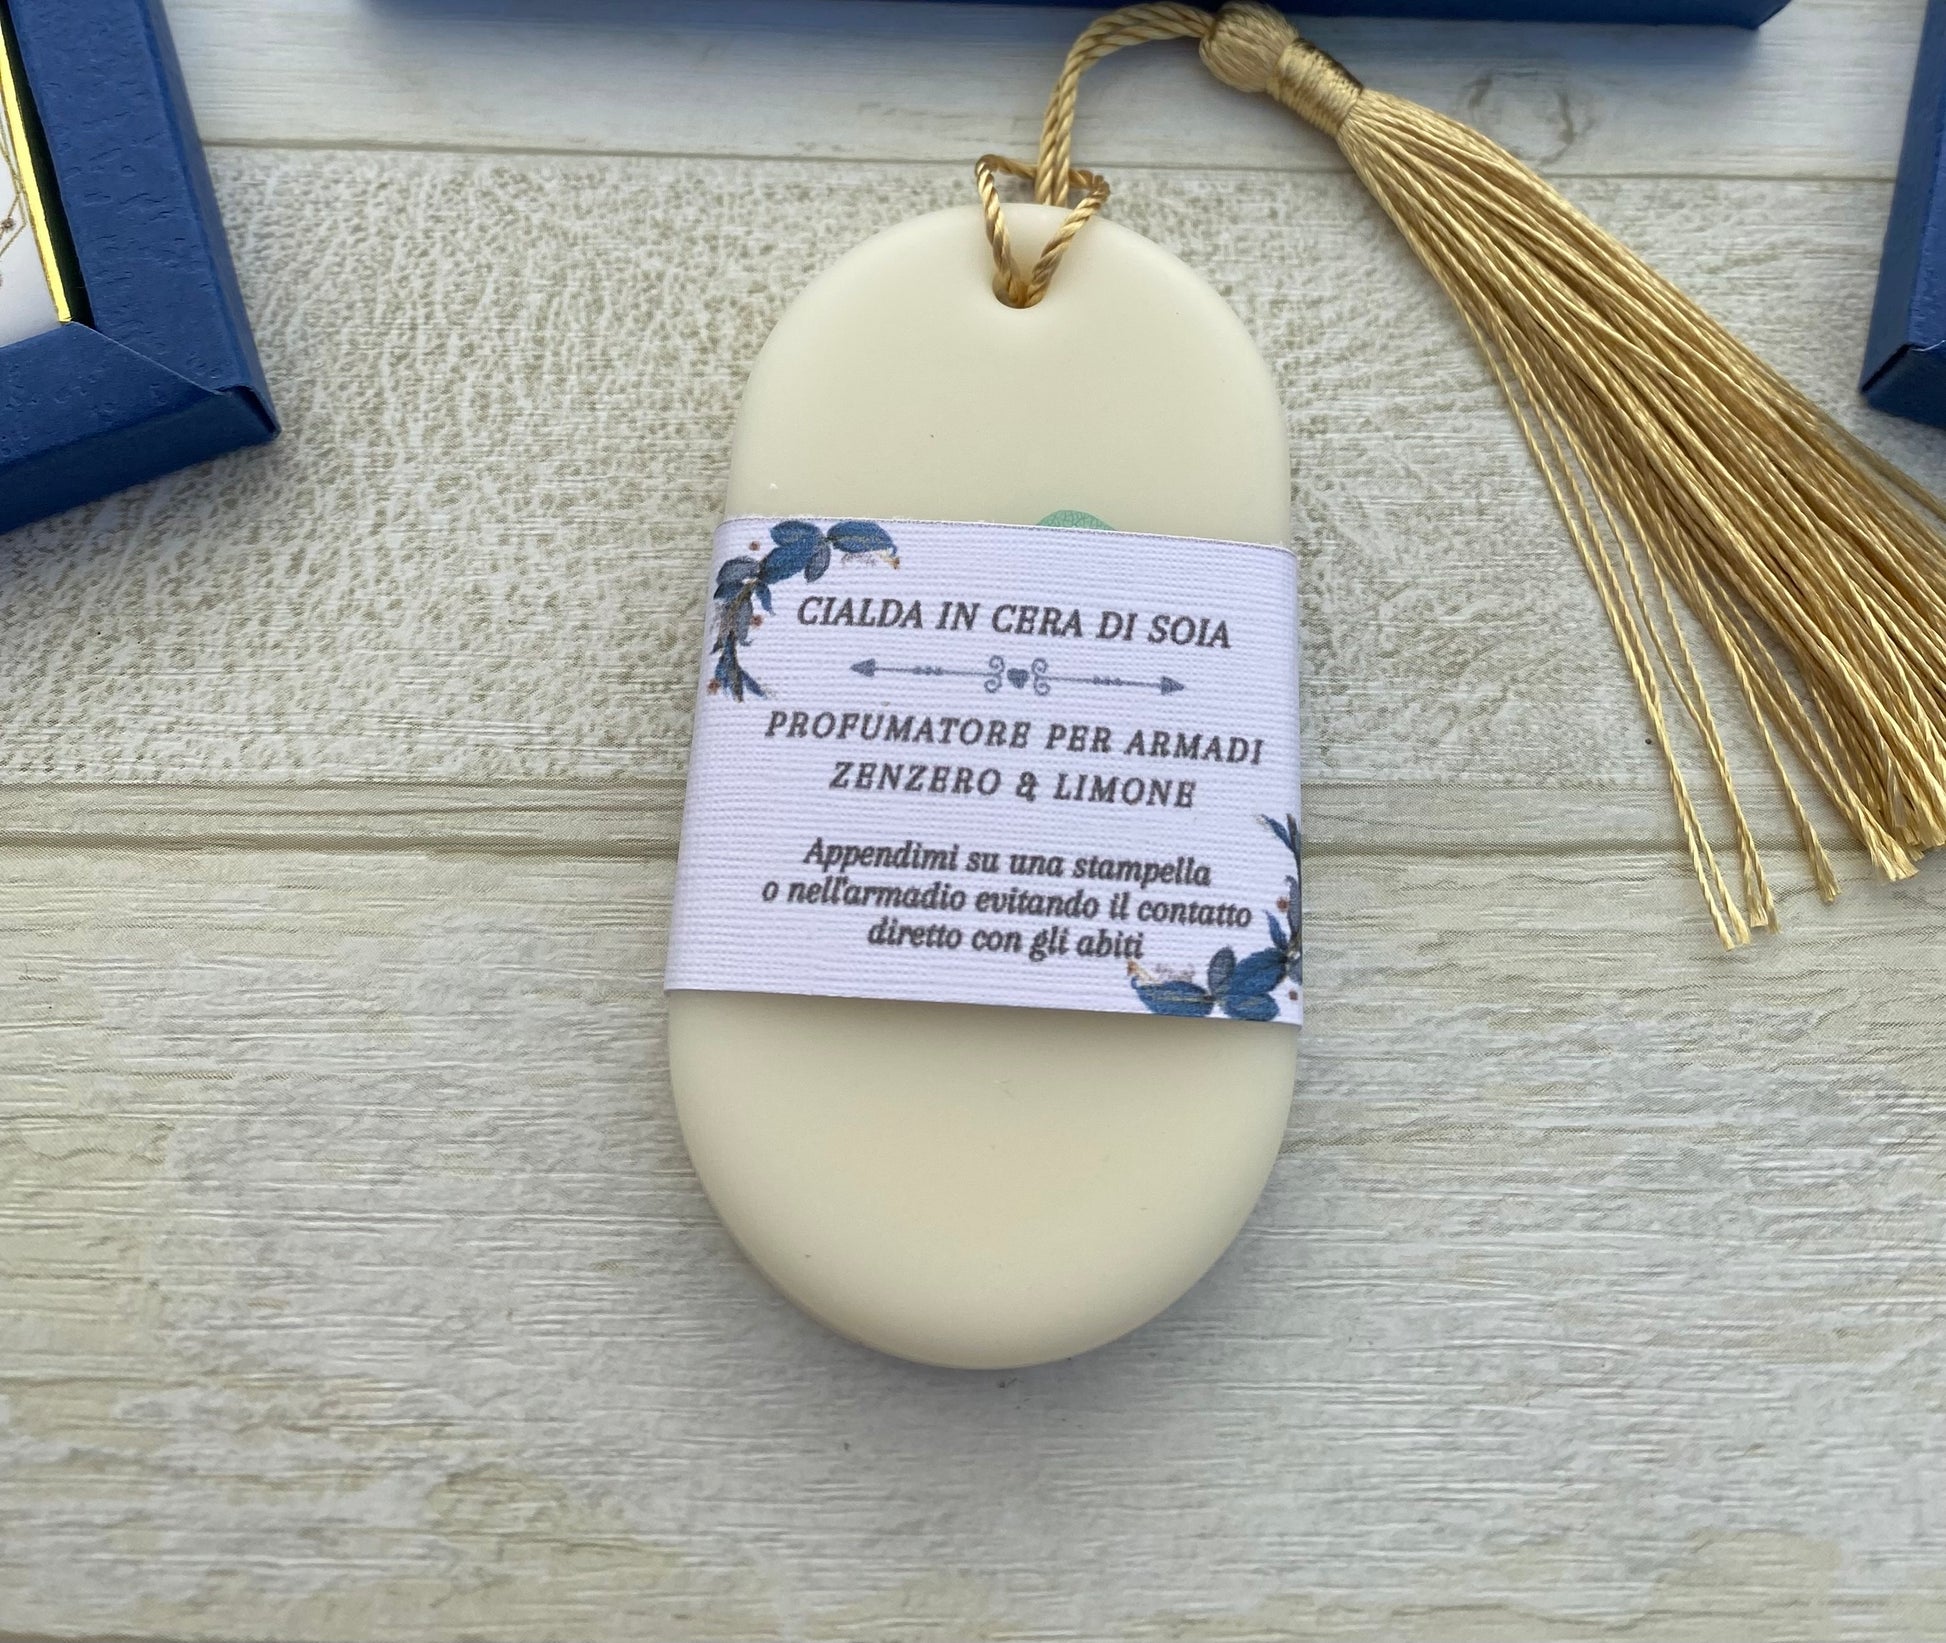 CIALDA IN CERA DI SOIA
PROFUMATORE PER ARMADI
ZENZERO & LIMONE
Appendimi su una stampella
o nell'armadio evitando il contatto
diretto con gli abiti